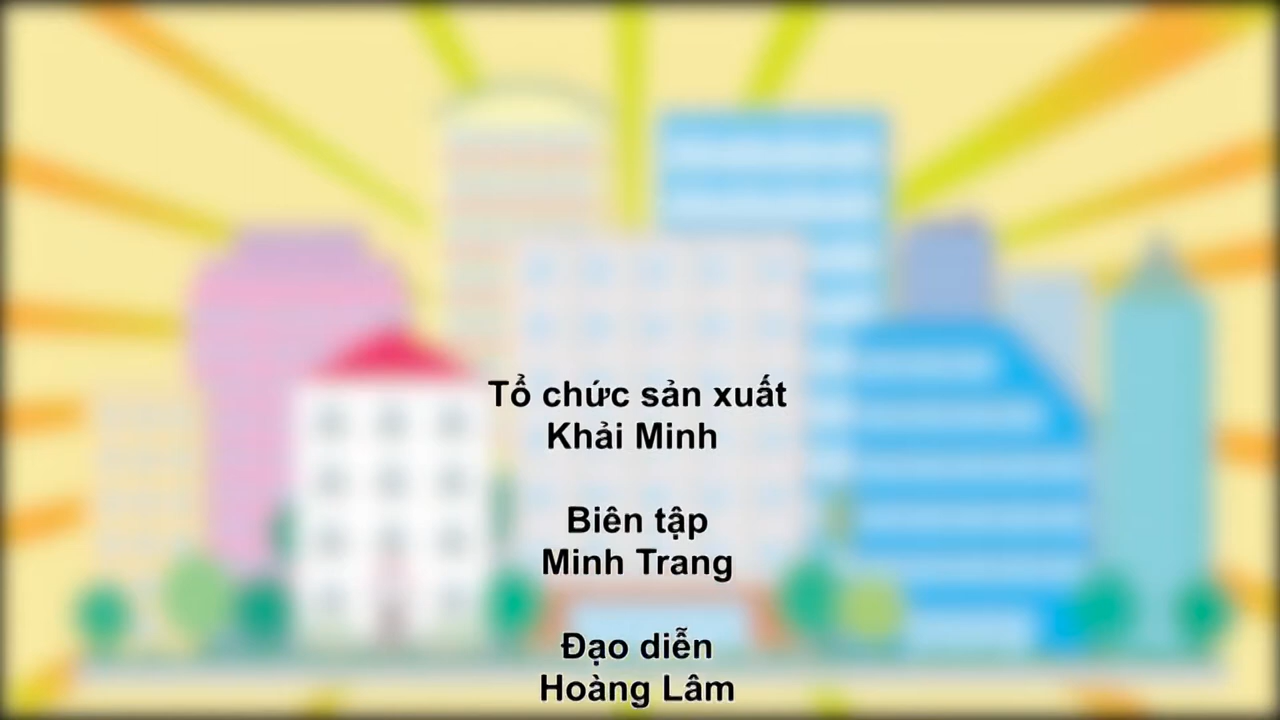 Tổ chức sản xuất
Khải Minh
Biên tập
Minh Trang
Đạo diễn
Hoàng Lâm